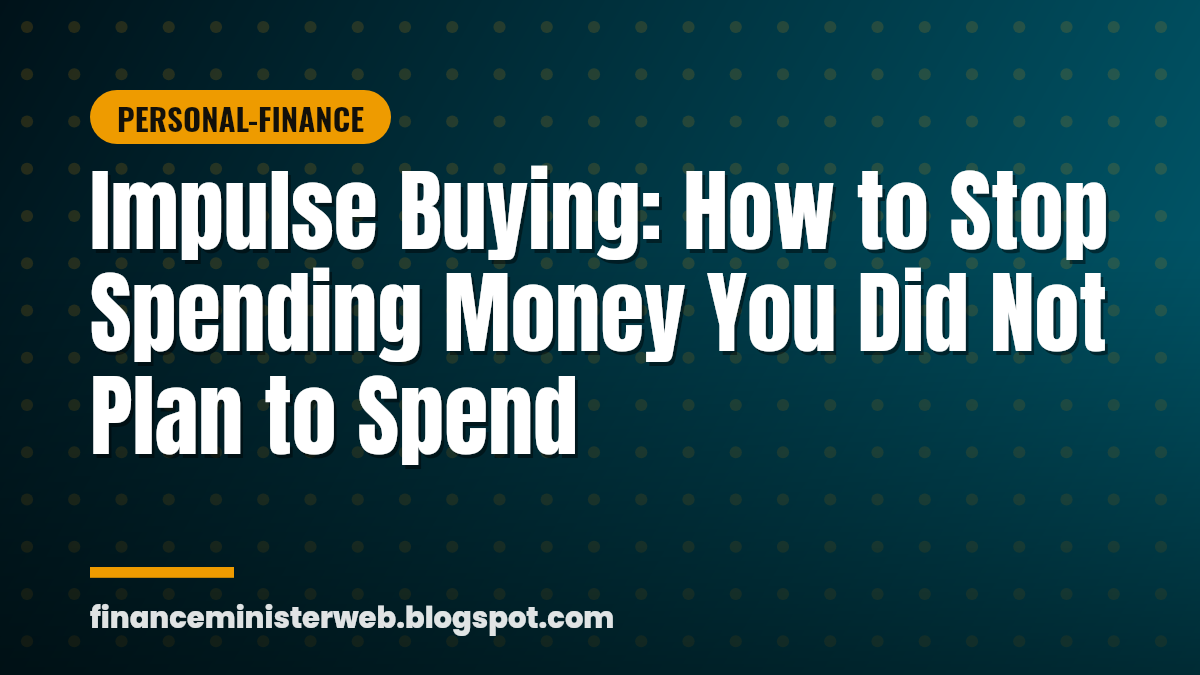 PERSONAL-FINANCE
Impulse Buying: How to Stop
Spending Money You Did Not
Plan to Spend
financeministerweb.blogspot.com